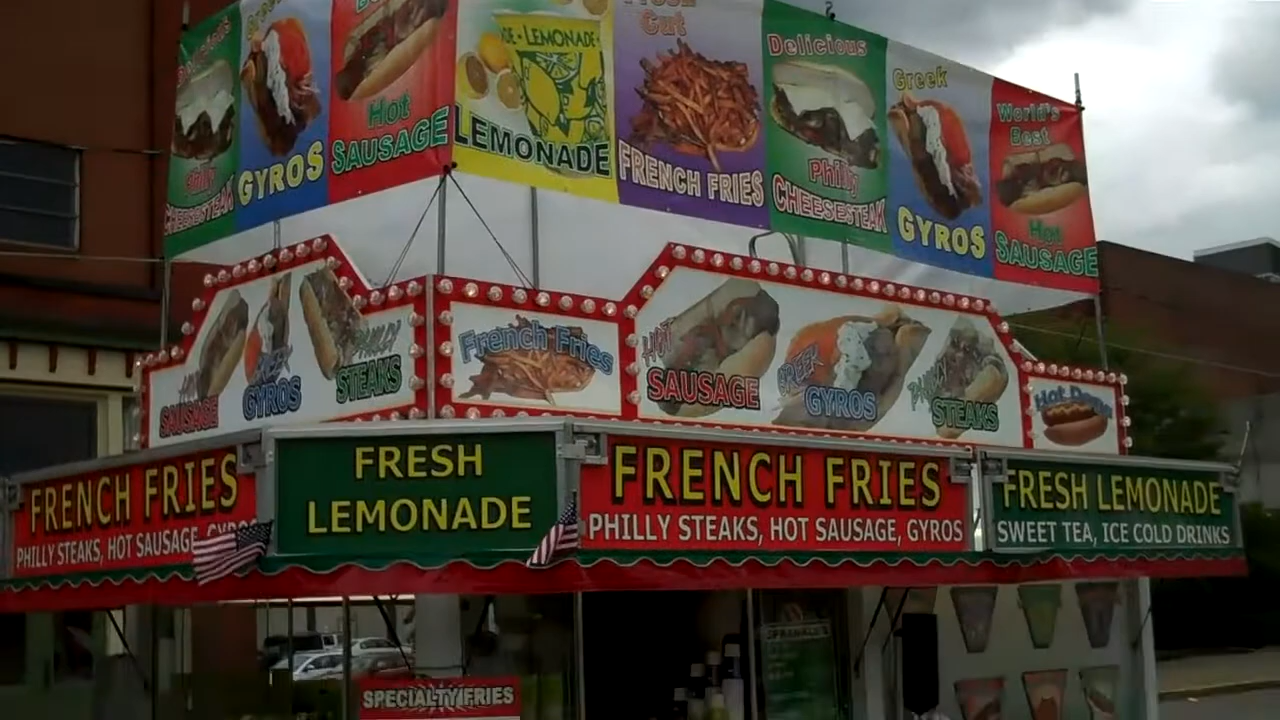 Philly
CHEESESTEAK
Greek
GYROS
Hot
SAUSAGE
LEMONADE
LEMONADE
Fresh
Cut
FRENCH FRIES
Delicious
Philly
CHEESESTEAK
Greek
GYROS
World's
Best
Hot
SAUSAGE
HOT
SAUSAGE
GREEK
GYROS
PHILLY
STEAKS
French Fries
HOT
SAUSAGE
GREEK
GYROS
PHILLY
STEAKS
Hot Dogs
FRENCH FRIES
PHILLY STEAKS, HOT SAUSAGE, GYROS
FRESH
LEMONADE
FRENCH FRIES
PHILLY STEAKS, HOT SAUSAGE, GYROS
FRESH LEMONADE
SWEET TEA, ICE COLD DRINKS
SPECIALTY FRIES